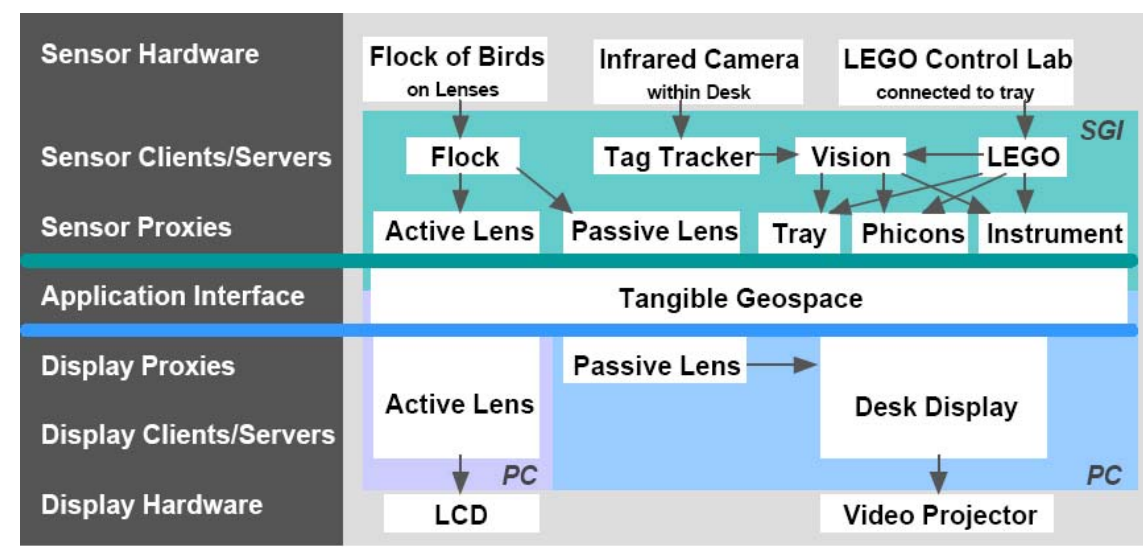 Sensor Hardware
Flock of Birds
on Lenses
Infrared Camera
within Desk
LEGO Control Lab
connected to tray
SGI
Sensor Clients/Servers
Flock
Tag Tracker
Vision
LEGO
Sensor Proxies
Active Lens
Passive Lens
Tray
Phicons
Instrument
Application Interface
Tangible Geospace
Display Proxies
Passive Lens
Active Lens
Desk Display
Display Clients/Servers
PC
PC
Display Hardware
LCD
Video Projector